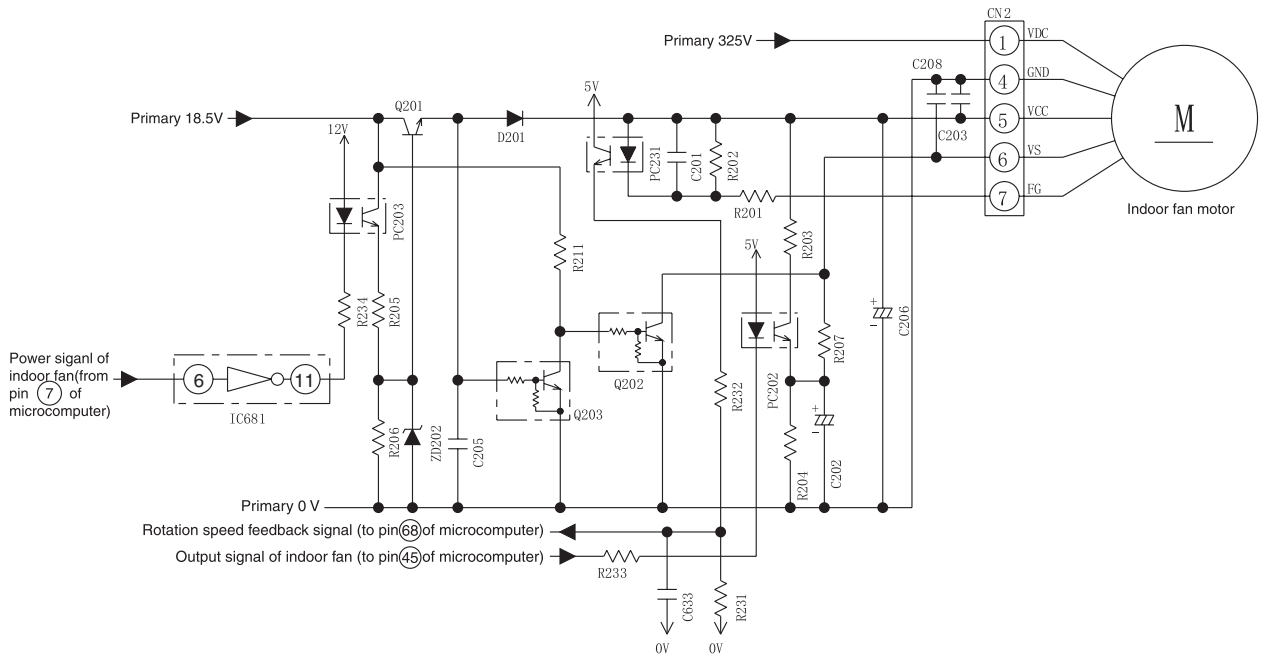 CN2
Primary 325V
1
VDC
C208
4
GND
5V
Q201
Primary 18.5V
D201
5
VCC
M
12V
C203
PC231
C201
R202
6
VS
7
FG
R201
Indoor fan motor
PC203
R211
5V
R203
R234
R205
C206
R207
Power siganl of
indoor fan(from
pin 7 of
microcomputer)
6
11
IC681
Q202
PC202
R232
Q203
R206
ZD202
C205
R204
C202
Primary 0 V
Rotation speed feedback signal (to pin 68 of microcomputer)
Output signal of indoor fan (to pin 45 of microcomputer)
R233
C633
R231
0V
0V